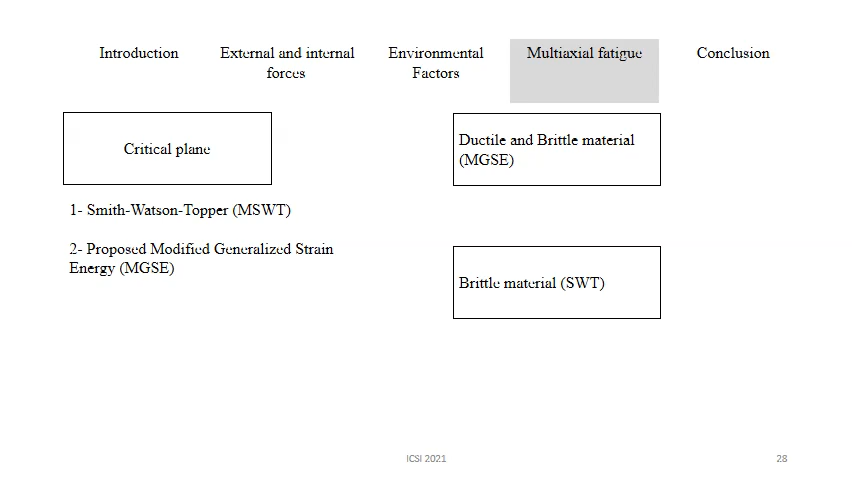 Introduction
External and internal
forces
Environmental
Factors
Multiaxial fatigue
Conclusion
Critical plane
1- Smith-Watson-Topper (MSWT)
2- Proposed Modified Generalized Strain
Energy (MGSE)
Ductile and Brittle material
(MGSE)
Brittle material (SWT)
ICSI 2021
28